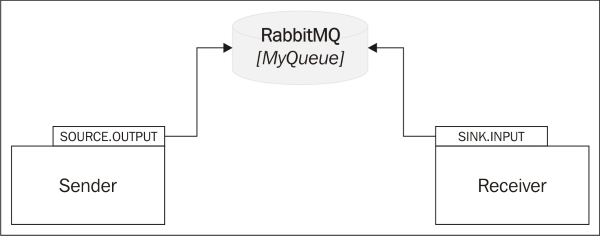 RabbitMQ
[MyQueue]
SOURCE.OUTPUT
SINK.INPUT
Sender
Receiver